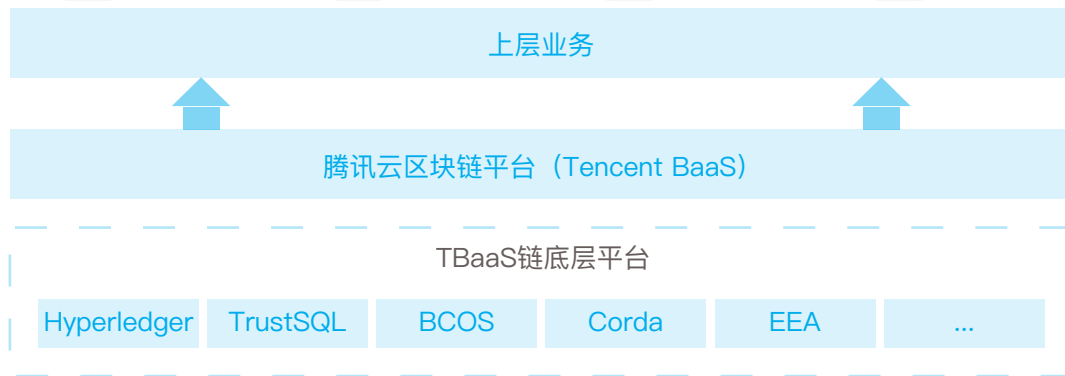 上层业务
腾讯云区块链平台（Tencent BaaS）
TBaaS链底层平台
Hyperledger TrustSQL BCOS Corda EEA ...